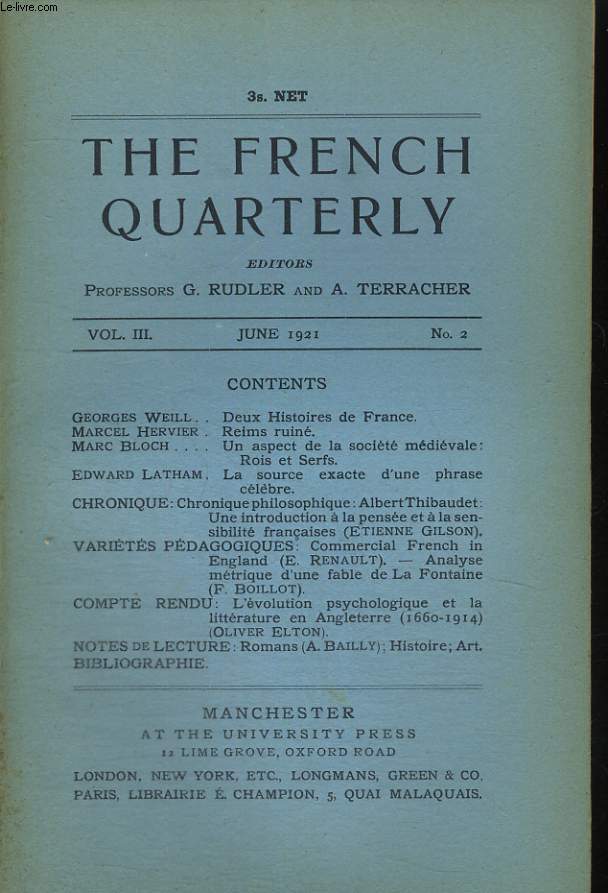 Le-livre.com
3s. NET
THE FRENCH
QUARTERLY
EDITORS
PROFESSORS G. RUDLER AND A. TERRACHER
VOL. III. JUNE 1921 No. 2
CONTENTS
GEORGES WEILL . . Deux Histoires de France.
MARCEL HERVIER . Reims ruiné.
MARC BLOCH . . . . Un aspect de la société médiévale:
Rois et Serfs.
EDWARD LATHAM. La source exacte d'une phrase
célèbre.
CHRONIQUE: Chronique philosophique: Albert Thibaudet:
Une introduction à la pensée et à la sen-
sibilité françaises (ETIENNE GILSON).
VARIÉTÉS PÉDAGOGIQUES: Commercial French in
England (E. RENAULT). — Analyse
métrique d'une fable de La Fontaine
(F. BOILLOT).
COMPTE RENDU: L'évolution psychologique et la
littérature en Angleterre (1660-1914)
(OLIVER ELTON).
NOTES DE LECTURE: Romans (A. BAILLY); Histoire; Art.
BIBLIOGRAPHIE.
MANCHESTER
AT THE UNIVERSITY PRESS
12 LIME GROVE, OXFORD ROAD
LONDON, NEW YORK, ETC., LONGMANS, GREEN & CO.
PARIS, LIBRAIRIE É. CHAMPION, 5, QUAI MALAQUAIS.